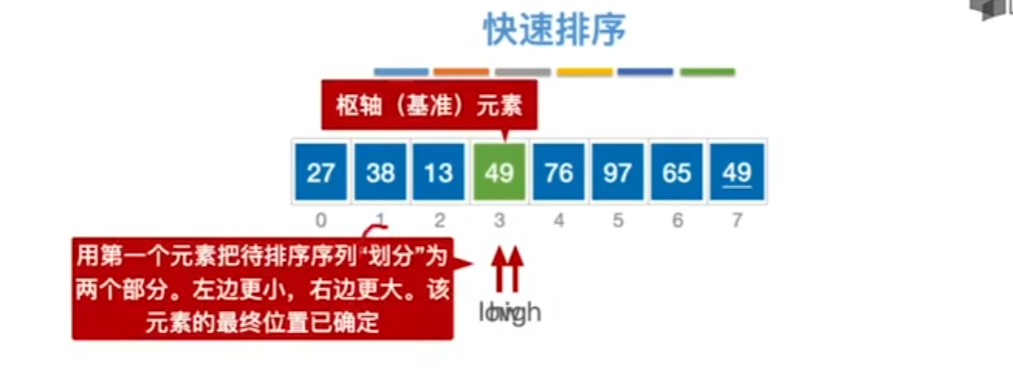 快速排序
枢轴（基准）元素
27 38 13 49 76 97 65 49
0 1 2 3 4 5 6 7
用第一个元素把待排序序列“划分”为
两个部分。左边更小，右边更大。该
元素的最终位置已确定
low high